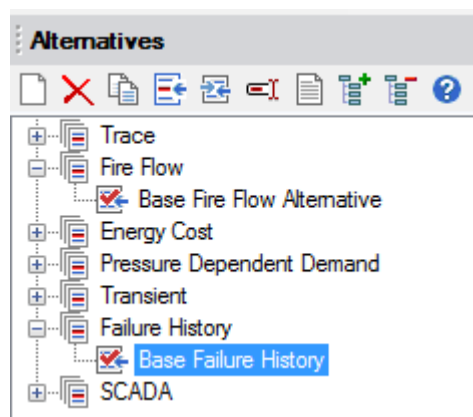 Alternatives
Trace
Fire Flow
Base Fire Flow Alternative
Energy Cost
Pressure Dependent Demand
Transient
Failure History
Base Failure History
SCADA